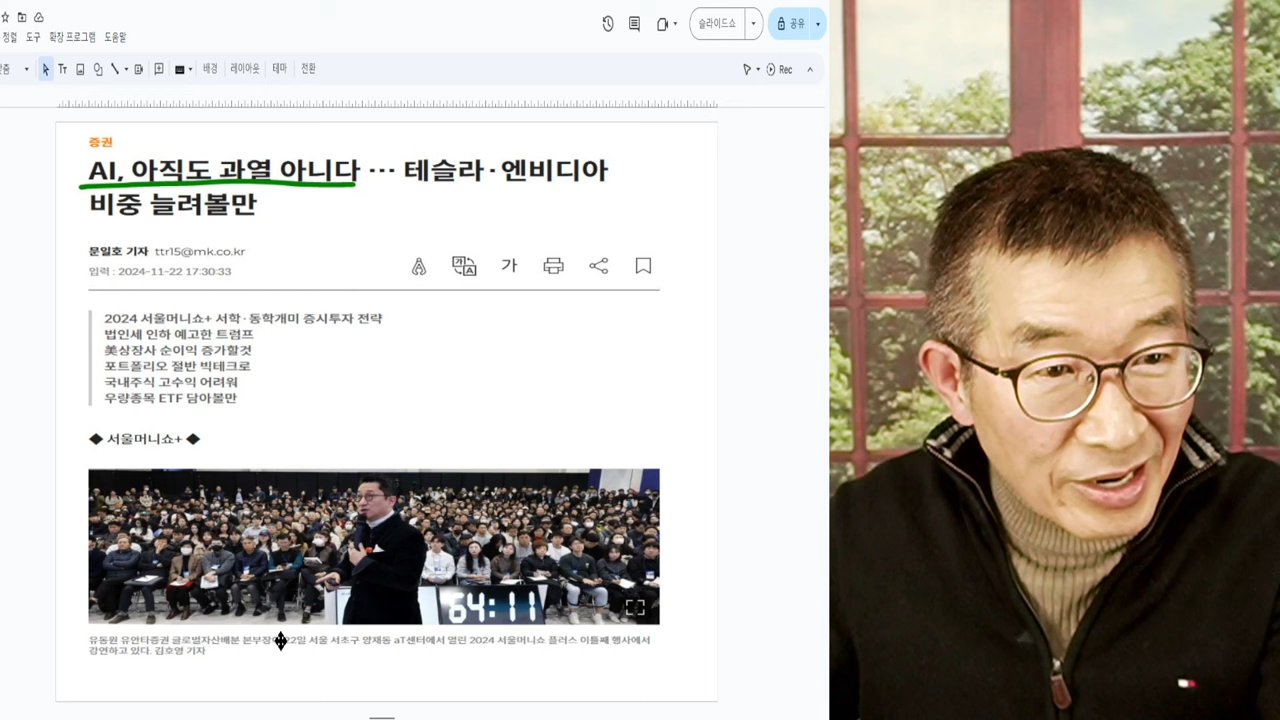 정렬 도구 확장 프로그램 도움말
슬라이드쇼
공유
배경 레이아웃 테마 전환
Rec
증권
AI, 아직도 과열 아니다 … 테슬라·엔비디아
비중 늘려볼만
문일호 기자 ttr15@mk.co.kr
입력 : 2024-11-22 17:30:33
가
A
가
2024 서울머니쇼+ 서학·동학개미 증시투자 전략
법인세 인하 예고한 트럼프
美상장사 순이익 증가할것
포트폴리오 절반 빅테크로
국내주식 고수익 어려워
우량종목 ETF 담아볼만
◆ 서울머니쇼+ ◆
64:11
유동원 유안타증권 글로벌자산배분 본부장이 22일 서울 서초구 양재동 aT센터에서 열린 2024 서울머니쇼 플러스 이틀째 행사에서
강연하고 있다. 김호영 기자